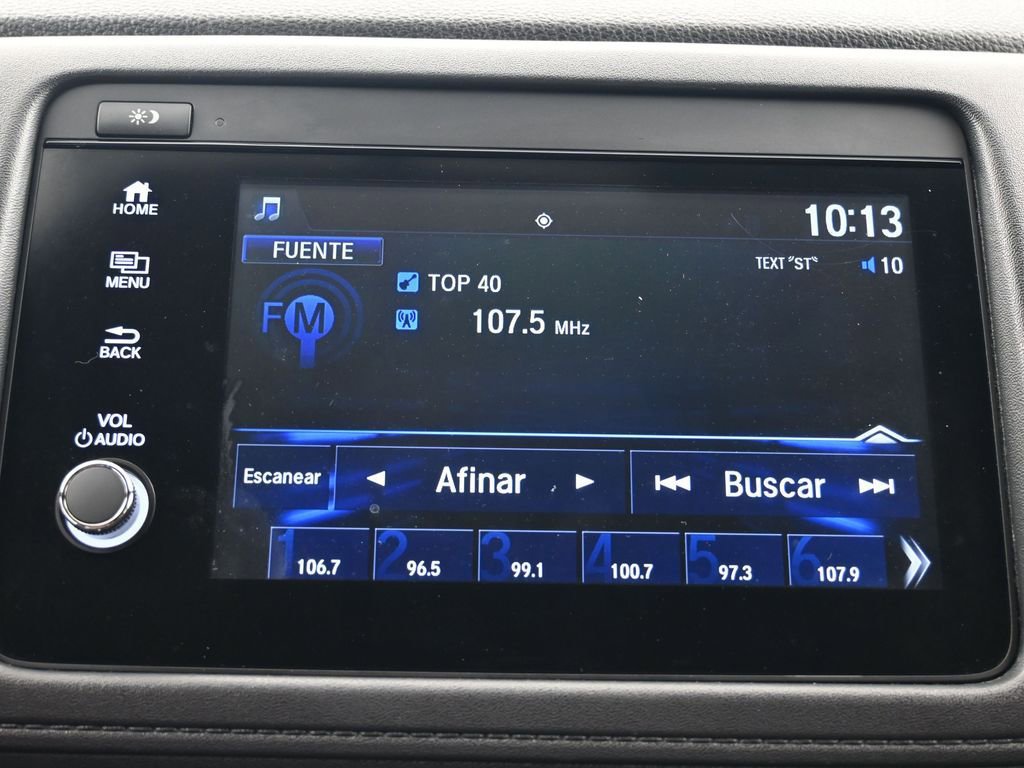 HOME
MENU
BACK
VOL
AUDIO
10:13
FUENTE
TEXT "ST"
10
FM
TOP 40
107.5 MHz
Escanear
Afinar
Buscar
1 106.7
2 96.5
3 99.1
4 100.7
5 97.3
6 107.9